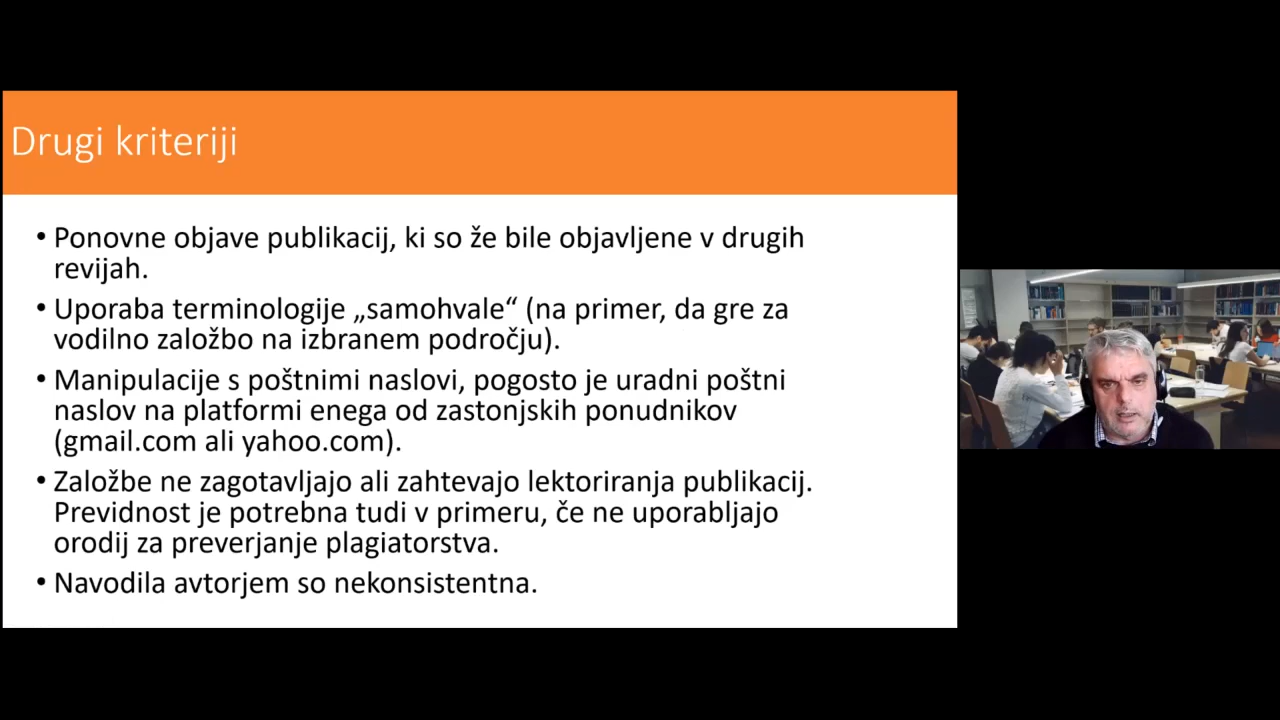 Drugi kriteriji
• Ponovne objave publikacij, ki so že bile objavljene v drugih
revijah.
• Uporaba terminologije „samohvale“ (na primer, da gre za
vodilno založbo na izbranem področju).
• Manipulacije s poštnimi naslovi, pogosto je uradni poštni
naslov na platformi enega od zastonjskih ponudnikov
(gmail.com ali yahoo.com).
• Založbe ne zagotavljajo ali zahtevajo lektoriranja publikacij.
Previdnost je potrebna tudi v primeru, če ne uporabljajo
orodij za preverjanje plagiatorstva.
• Navodila avtorjem so nekonsistentna.